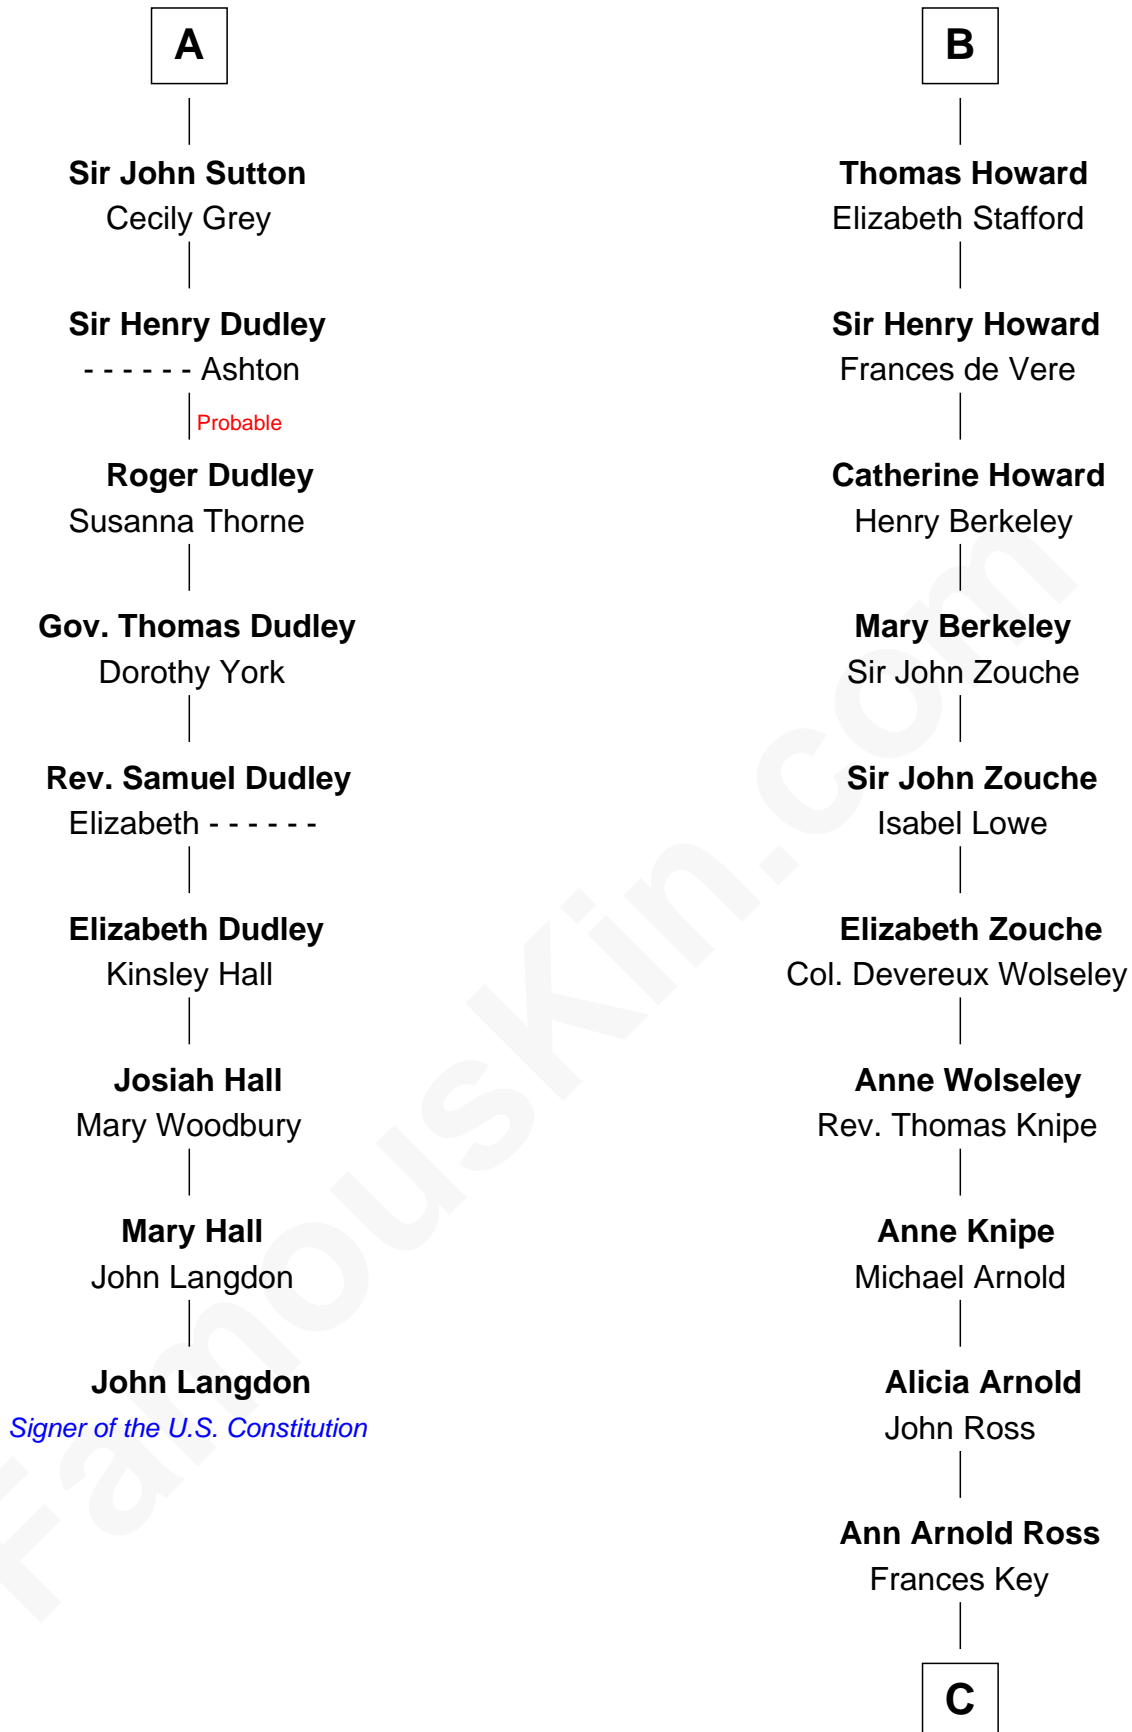 A
Sir John Sutton
Cecily Grey
Sir Henry Dudley
- - - - - - Ashton
Probable
Roger Dudley
Susanna Thorne
Gov. Thomas Dudley
Dorothy York
Rev. Samuel Dudley
Elizabeth - - - - - -
Elizabeth Dudley
Kinsley Hall
Josiah Hall
Mary Woodbury
Mary Hall
John Langdon
John Langdon
Signer of the U.S. Constitution
B
Thomas Howard
Elizabeth Stafford
Sir Henry Howard
Frances de Vere
Catherine Howard
Henry Berkeley
Mary Berkeley
Sir John Zouche
Sir John Zouche
Isabel Lowe
Elizabeth Zouche
Col. Devereux Wolseley
Anne Wolseley
Rev. Thomas Knipe
Anne Knipe
Michael Arnold
Alicia Arnold
John Ross
Ann Arnold Ross
Frances Key
C
FamousKin.com